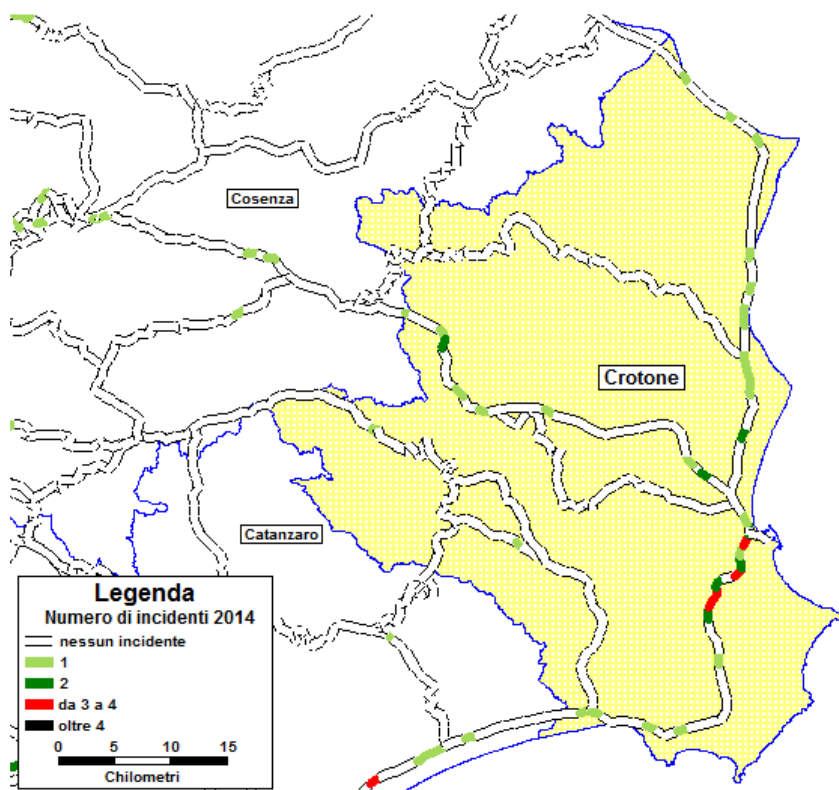 Cosenza
Crotone
Catanzaro
Legenda
Numero di incidenti 2014
nessun incidente
1
2
da 3 a 4
oltre 4
0 5 10 15
Chilometri